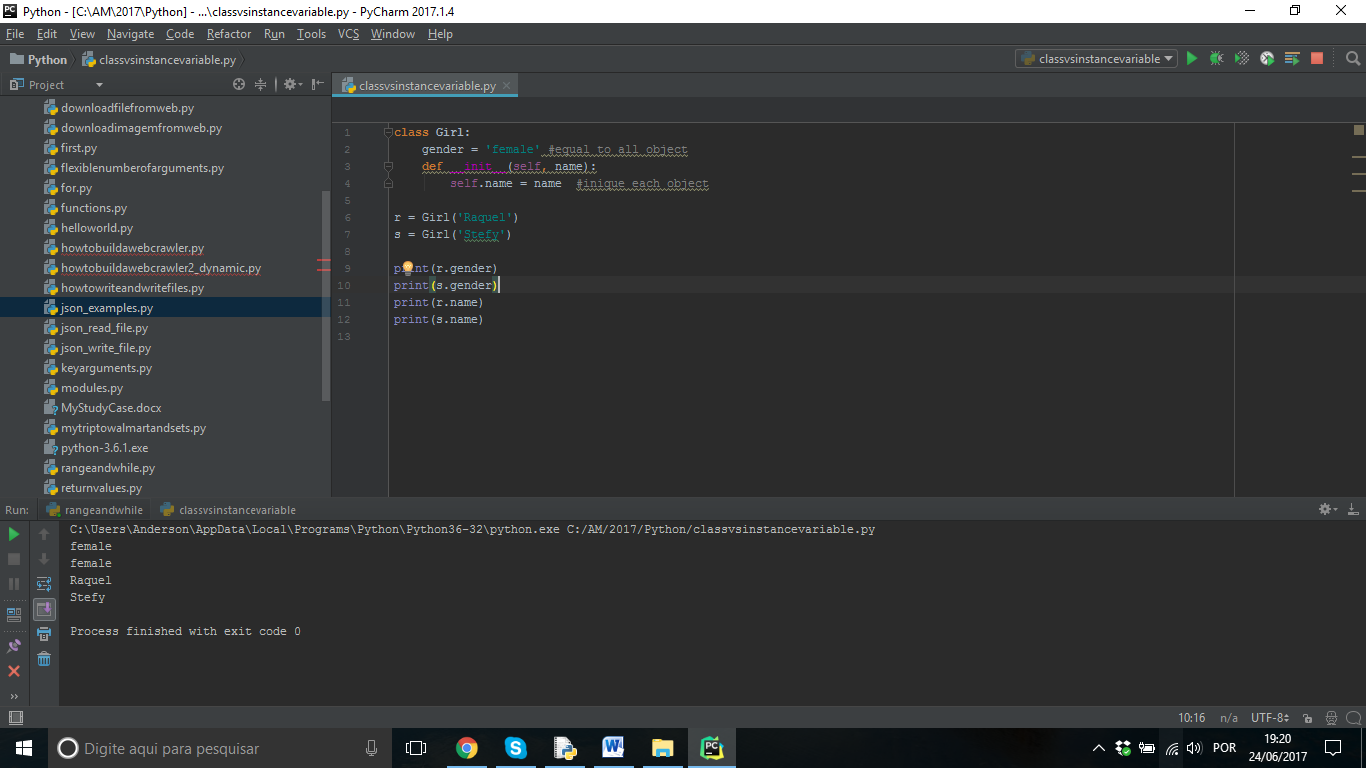 Python - [C:\AM\2017\Python] - ...\classvsinstancevariable.py - PyCharm 2017.1.4
File Edit View Navigate Code Refactor Run Tools VCS Window Help
Python classvsinstancevariable.py classvsinstancevariable
Project classvsinstancevariable.py
downloadfilefromweb.py
downloadimagemfromweb.py
first.py
flexiblenumberofarguments.py
for.py
functions.py
helloworld.py
howtobuildawebcrawler.py
howtobuildawebcrawler2_dynamic.py
howtowriteandwritefiles.py
json_examples.py
json_read_file.py
json_write_file.py
keyarguments.py
modules.py
MyStudyCase.docx
mytriptowalmartandsets.py
python-3.6.1.exe
rangeandwhile.py
returnvalues.py
1 class Girl:
2 gender = 'female' #equal to all object
3 def __init__(self, name):
4 self.name = name #inique each object
5
6 r = Girl('Raquel')
7 s = Girl('Stefy')
8
9 print(r.gender)
10 print(s.gender)
11 print(r.name)
12 print(s.name)
13
Run: rangeandwhile classvsinstancevariable
C:\Users\Anderson\AppData\Local\Programs\Python\Python36-32\python.exe C:/AM/2017/Python/classvsinstancevariable.py
female
female
Raquel
Stefy
Process finished with exit code 0
10:16 n/a UTF-8
Digite aqui para pesquisar
POR
19:20
24/06/2017